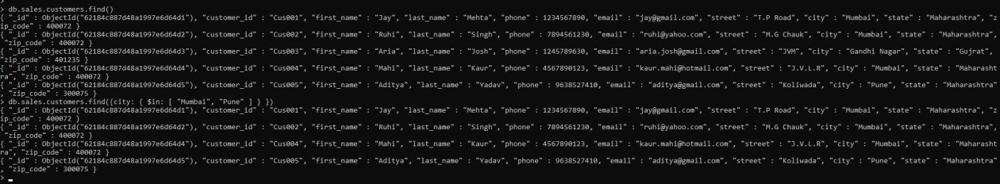 >
> db.sales.customers.find()
{ "_id" : ObjectId("62184c887d48a1997e6d64d1"), "customer_id" : "Cus001", "first_name" : "Jay", "last_name" : "Mehta", "phone" : 1234567890, "email" : "jay@gmail.com", "street" : "T.P Road", "city" : "Mumbai", "state" : "Maharashtra", "z
ip_code" : 400072 }
{ "_id" : ObjectId("62184c887d48a1997e6d64d2"), "customer_id" : "Cus002", "first_name" : "Ruhi", "last_name" : "Singh", "phone" : 7894561230, "email" : "ruhi@yahoo.com", "street" : "M.G Chauk", "city" : "Mumbai", "state" : "Maharashtra",
 "zip_code" : 400072 }
{ "_id" : ObjectId("62184c887d48a1997e6d64d3"), "customer_id" : "Cus003", "first_name" : "Aria", "last_name" : "Josh", "phone" : 1245789630, "email" : "aria.josh@gmail.com", "street" : "JVM", "city" : "Gandhi Nagar", "state" : "Gujrat",
"zip_code" : 401235 }
{ "_id" : ObjectId("62184c887d48a1997e6d64d4"), "customer_id" : "Cus004", "first_name" : "Mahi", "last_name" : "Kaur", "phone" : 4567890123, "email" : "kaur.mahi@hotmail.com", "street" : "J.V.L.R", "city" : "Mumbai", "state" : "Maharasht
ra", "zip_code" : 400072 }
{ "_id" : ObjectId("62184c887d48a1997e6d64d5"), "customer_id" : "Cus005", "first_name" : "Aditya", "last_name" : "Yadav", "phone" : 9638527410, "email" : "aditya@gmail.com", "street" : "Koliwada", "city" : "Pune", "state" : "Maharashtra"
, "zip_code" : 300075 }
> db.sales.customers.find({city: { $in: [ "Mumbai", "Pune" ] } })
{ "_id" : ObjectId("62184c887d48a1997e6d64d1"), "customer_id" : "Cus001", "first_name" : "Jay", "last_name" : "Mehta", "phone" : 1234567890, "email" : "jay@gmail.com", "street" : "T.P Road", "city" : "Mumbai", "state" : "Maharashtra", "z
ip_code" : 400072 }
{ "_id" : ObjectId("62184c887d48a1997e6d64d2"), "customer_id" : "Cus002", "first_name" : "Ruhi", "last_name" : "Singh", "phone" : 7894561230, "email" : "ruhi@yahoo.com", "street" : "M.G Chauk", "city" : "Mumbai", "state" : "Maharashtra",
 "zip_code" : 400072 }
{ "_id" : ObjectId("62184c887d48a1997e6d64d4"), "customer_id" : "Cus004", "first_name" : "Mahi", "last_name" : "Kaur", "phone" : 4567890123, "email" : "kaur.mahi@hotmail.com", "street" : "J.V.L.R", "city" : "Mumbai", "state" : "Maharasht
ra", "zip_code" : 400072 }
{ "_id" : ObjectId("62184c887d48a1997e6d64d5"), "customer_id" : "Cus005", "first_name" : "Aditya", "last_name" : "Yadav", "phone" : 9638527410, "email" : "aditya@gmail.com", "street" : "Koliwada", "city" : "Pune", "state" : "Maharashtra"
, "zip_code" : 300075 }
>